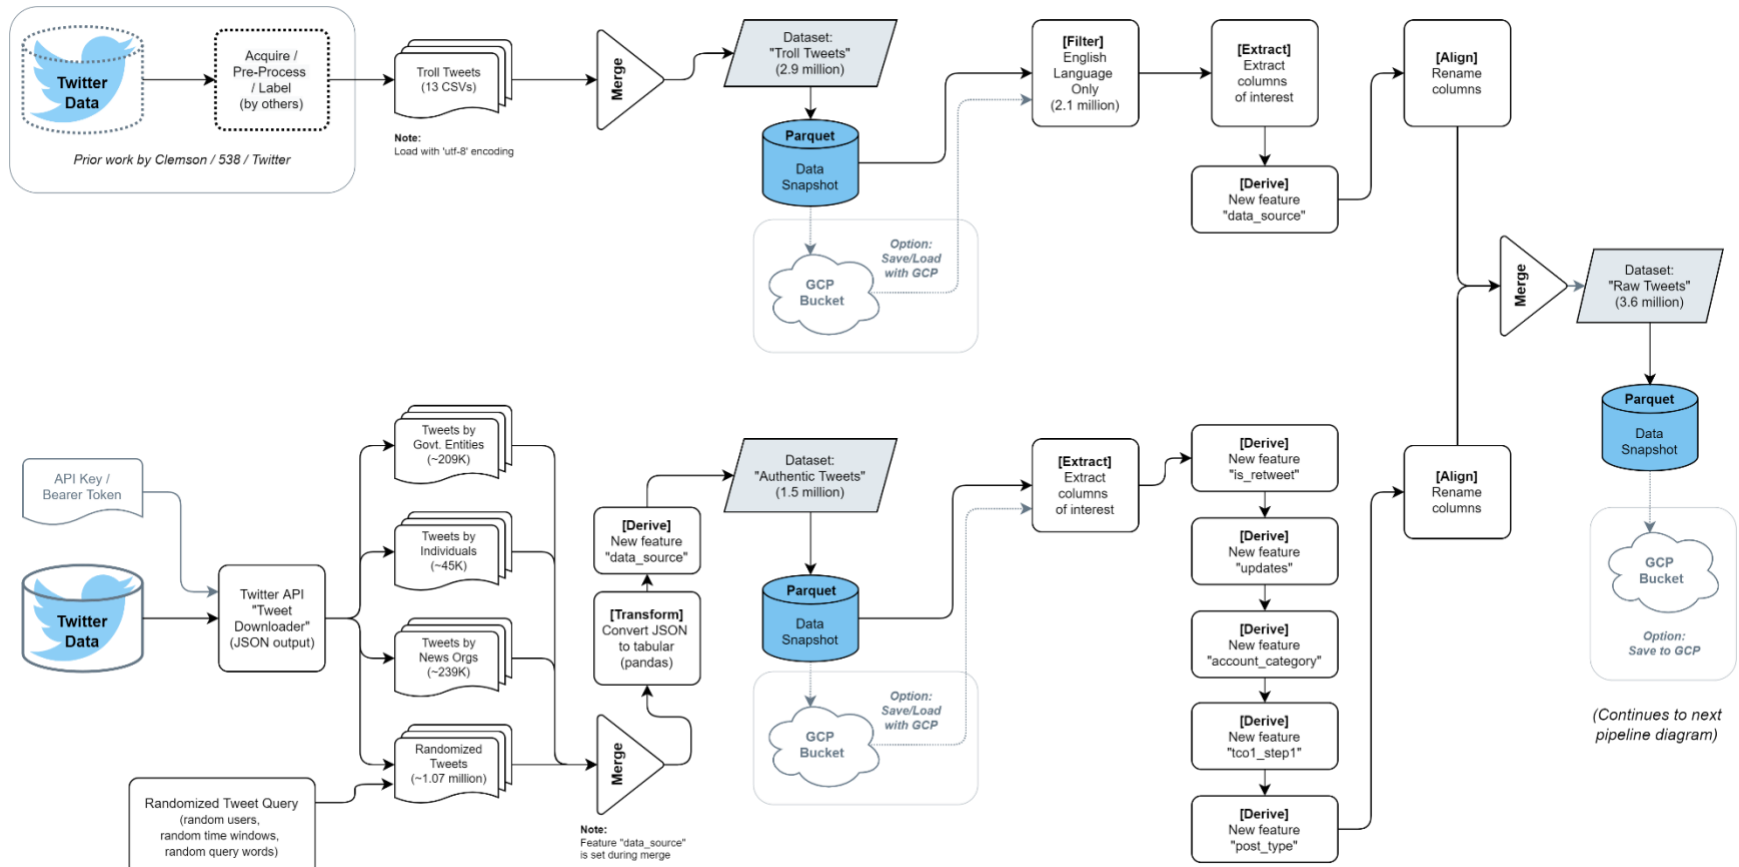 Twitter
Data
Acquire /
Pre-Process
/ Label
(by others)
Prior work by Clemson / 538 / Twitter
Troll Tweets
(13 CSVs)
Note:
Load with 'utf-8' encoding
Merge
Dataset:
"Troll Tweets"
(2.9 million)
Parquet
Data
Snapshot
GCP
Bucket
Option:
Save/Load
with GCP
[Filter]
English
Language
Only
(2.1 million)
[Extract]
Extract
columns
of interest
[Derive]
New feature
"data_source"
[Align]
Rename
columns
Merge
Dataset:
"Raw Tweets"
(3.6 million)
Parquet
Data
Snapshot
GCP
Bucket
Option:
Save to GCP
(Continues to next
pipeline diagram)
API Key /
Bearer Token
Twitter
Data
Twitter API
"Tweet
Downloader"
(JSON output)
Randomized Tweet Query
(random users,
random time windows,
random query words)
Tweets by
Govt. Entities
(~209K)
Tweets by
Individuals
(~45K)
Tweets by
News Orgs
(~239K)
Randomized
Tweets
(~1.07 million)
Merge
Note:
Feature "data_source"
is set during merge
[Transform]
Convert JSON
to tabular
(pandas)
[Derive]
New feature
"data_source"
Dataset:
"Authentic Tweets"
(1.5 million)
Parquet
Data
Snapshot
GCP
Bucket
Option:
Save/Load
with GCP
[Extract]
Extract
columns
of interest
[Derive]
New feature
"is_retweet"
[Derive]
New feature
"updates"
[Derive]
New feature
"account_category"
[Derive]
New feature
"tco1_step1"
[Derive]
New feature
"post_type"
[Align]
Rename
columns